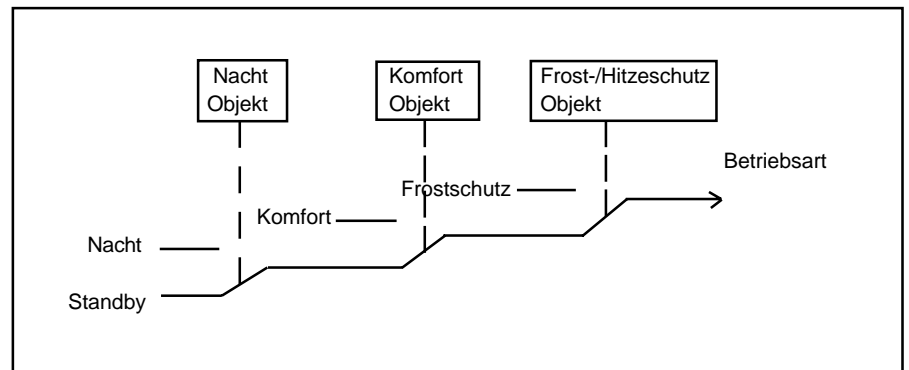 Nacht
Objekt
Komfort
Objekt
Frost-/Hitzeschutz
Objekt
Betriebsart
Frostschutz
Komfort
Nacht
Standby